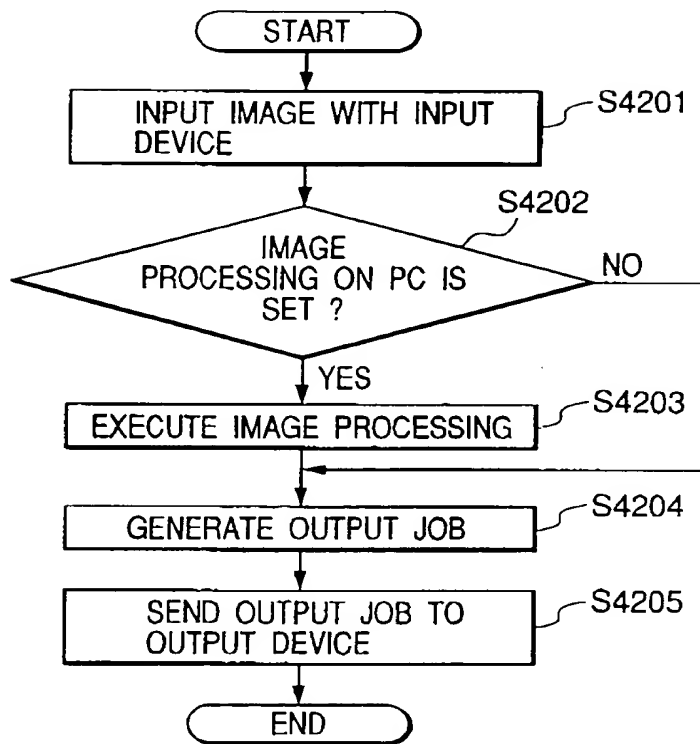 START
INPUT IMAGE WITH INPUT
DEVICE
S4201
S4202
IMAGE
PROCESSING ON PC IS
SET ?
NO
YES
S4203
EXECUTE IMAGE PROCESSING
S4204
GENERATE OUTPUT JOB
SEND OUTPUT JOB TO
OUTPUT DEVICE
S4205
END